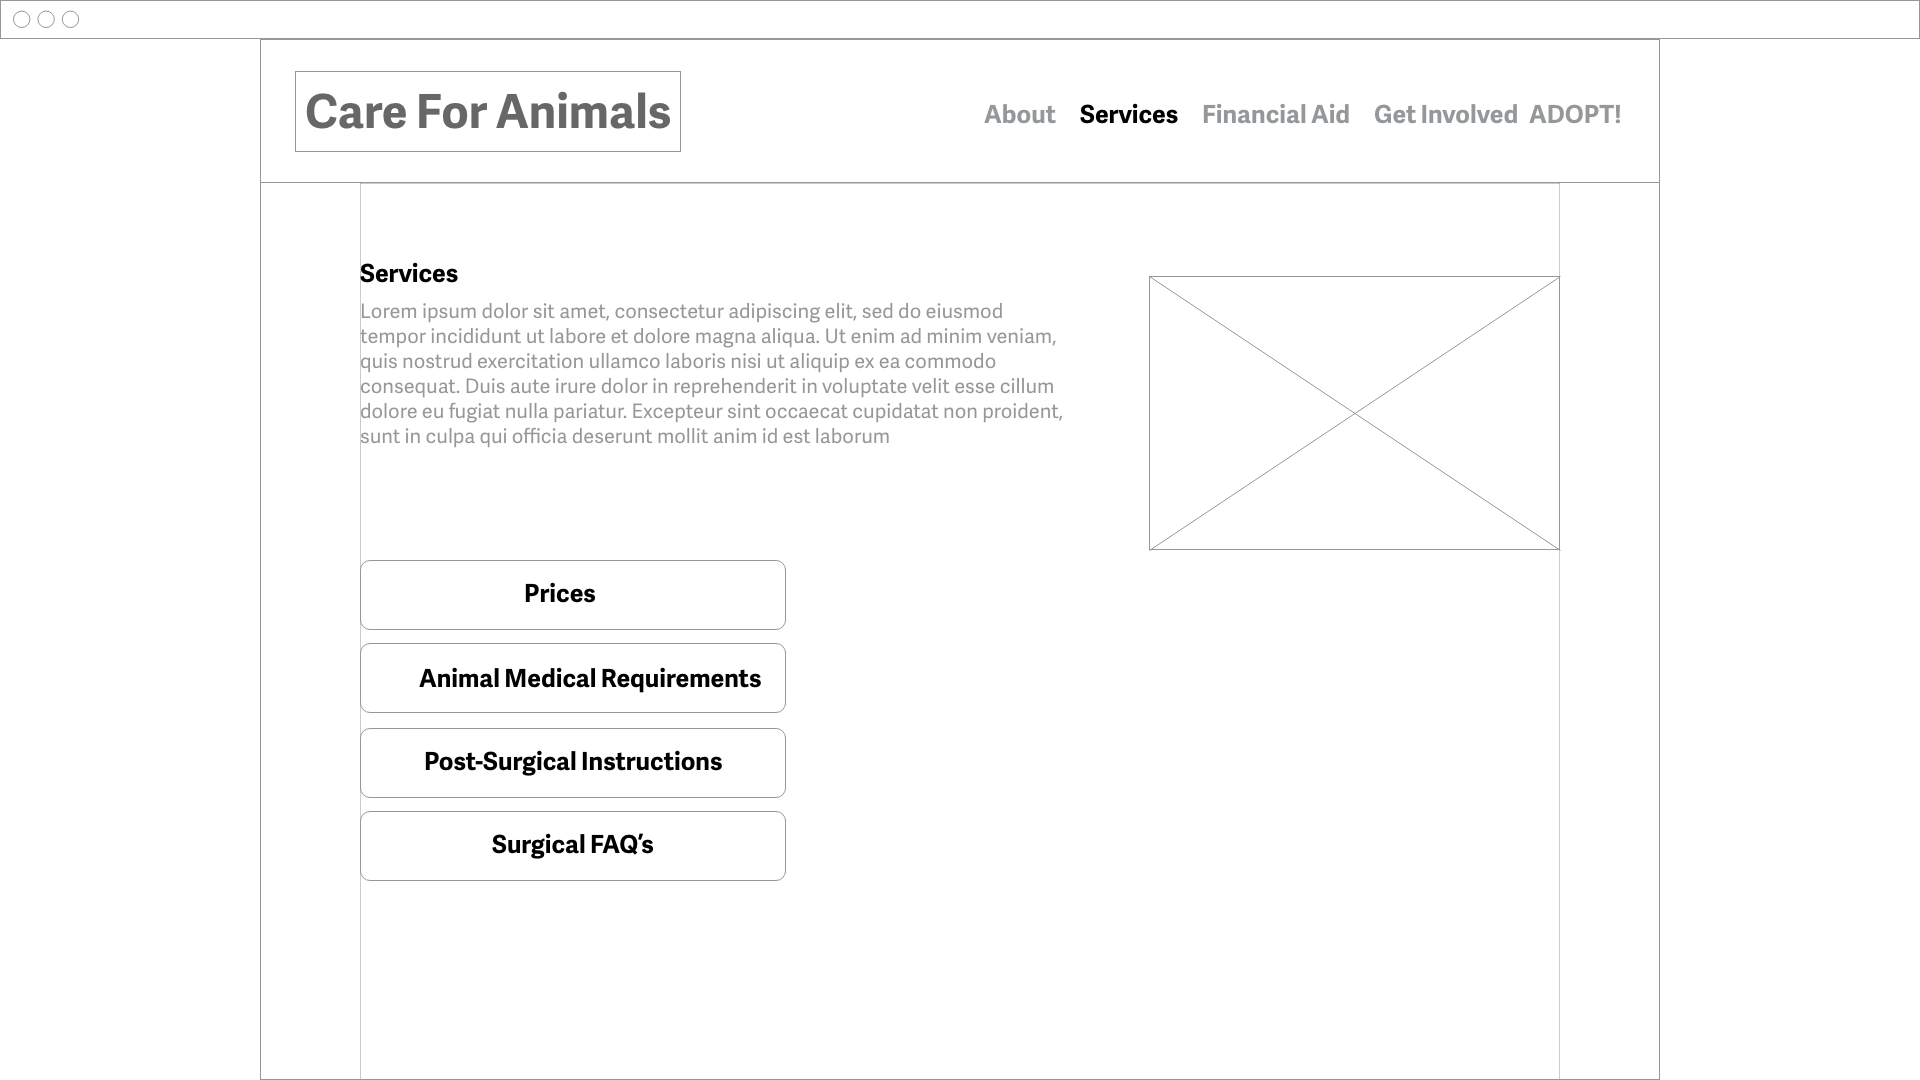 Care For Animals
About Services Financial Aid Get Involved ADOPT!
Services
Lorem ipsum dolor sit amet, consectetur adipiscing elit, sed do eiusmod
tempor incididunt ut labore et dolore magna aliqua. Ut enim ad minim veniam,
quis nostrud exercitation ullamco laboris nisi ut aliquip ex ea commodo
consequat. Duis aute irure dolor in reprehenderit in voluptate velit esse cillum
dolore eu fugiat nulla pariatur. Excepteur sint occaecat cupidatat non proident,
sunt in culpa qui officia deserunt mollit anim id est laborum
Prices
Animal Medical Requirements
Post-Surgical Instructions
Surgical FAQ’s